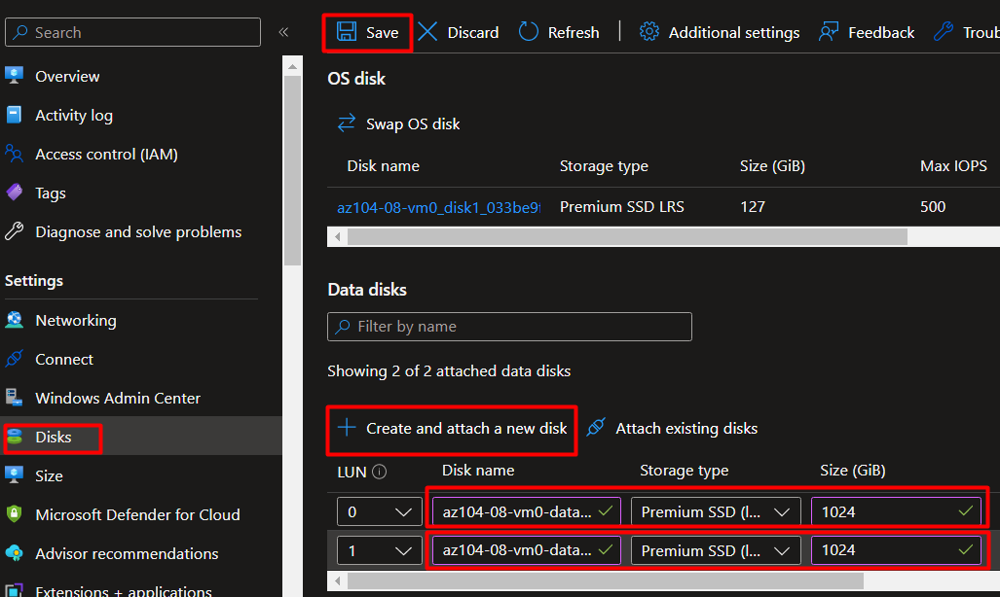 Search
Overview
Activity log
Access control (IAM)
Tags
Diagnose and solve problems
Settings
Networking
Connect
Windows Admin Center
Disks
Size
Microsoft Defender for Cloud
Advisor recommendations
Extensions + applications
Save Discard Refresh Additional settings Feedback Troub
OS disk
Swap OS disk
Disk name Storage type Size (GiB) Max IOPS
az104-08-vm0_disk1_033be9f Premium SSD LRS 127 500
Data disks
Filter by name
Showing 2 of 2 attached data disks
Create and attach a new disk Attach existing disks
LUN Disk name Storage type Size (GiB)
0 az104-08-vm0-data... Premium SSD (l... 1024
1 az104-08-vm0-data... Premium SSD (l... 1024